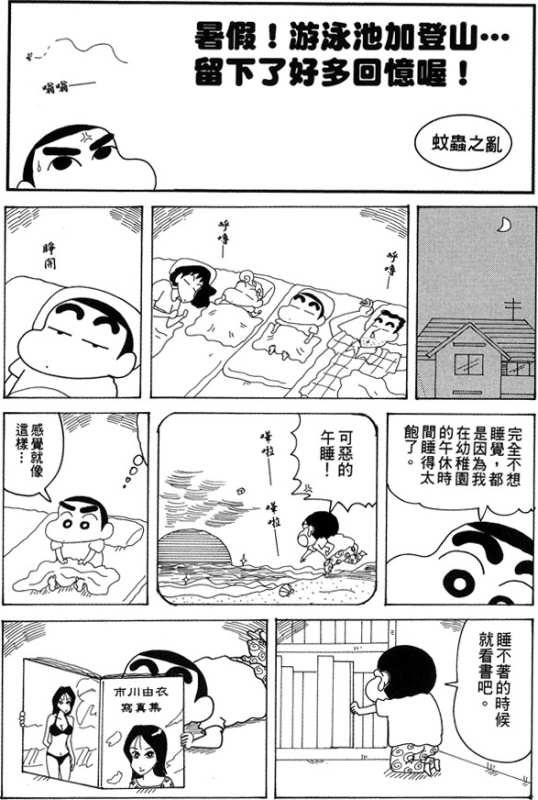 暑假！游泳池加登山…
留下了好多回憶喔！
嗡嗡
蚊蟲之亂
呼嚕
呼嚕
睜開
完全不想
睡覺，都
是因為我
在幼稚園
的午休時
間睡得太
飽了。
可惡的
午睡！
嘩啦
嘩啦
感覺就像
這樣…
睡不著的時候
就看書吧。
市川由衣
寫真集